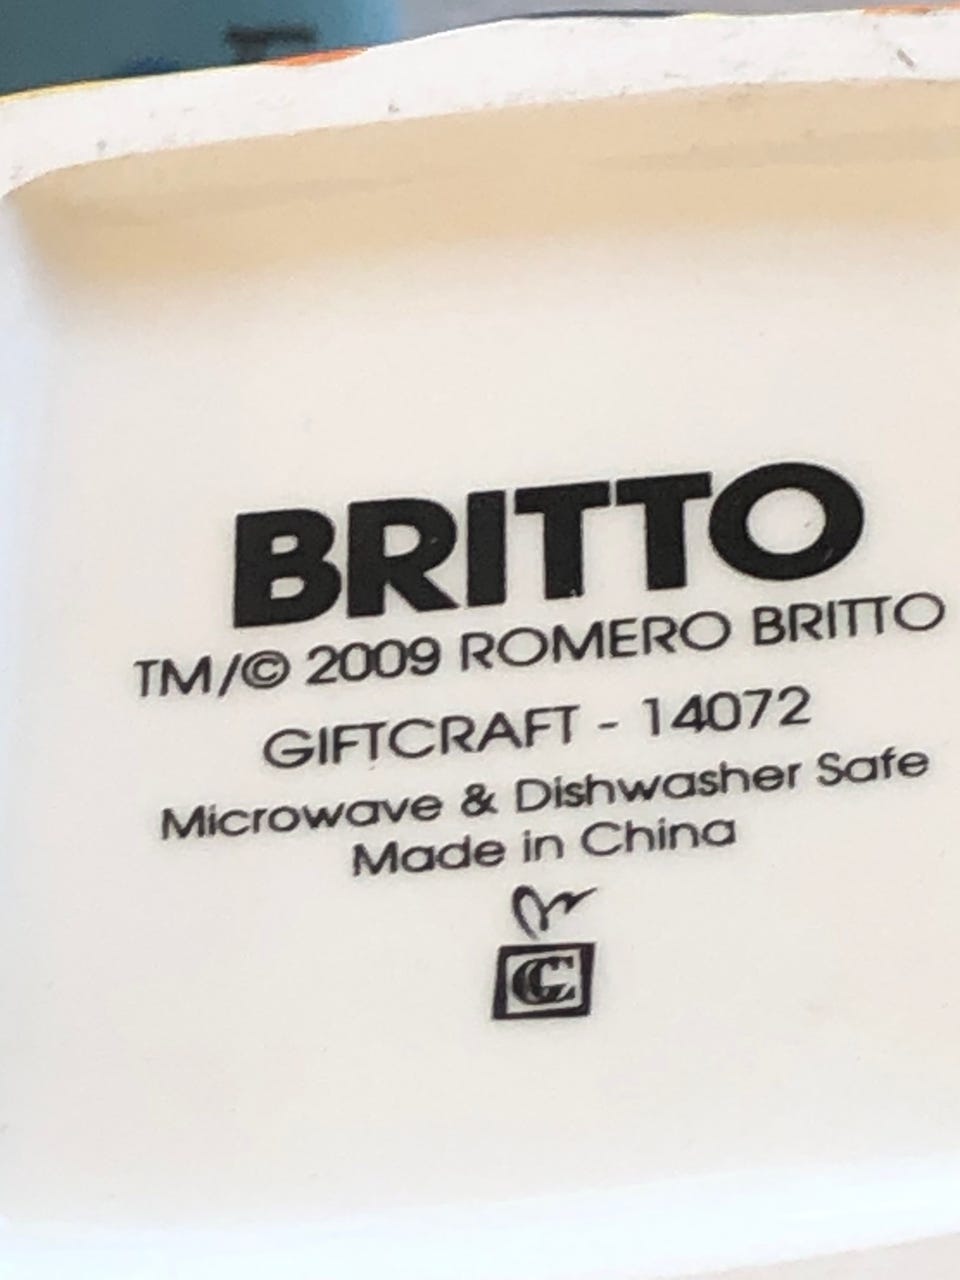 BRITTO
TM/© 2009 ROMERO BRITTO
GIFTCRAFT - 14072
Microwave & Dishwasher Safe
Made in China